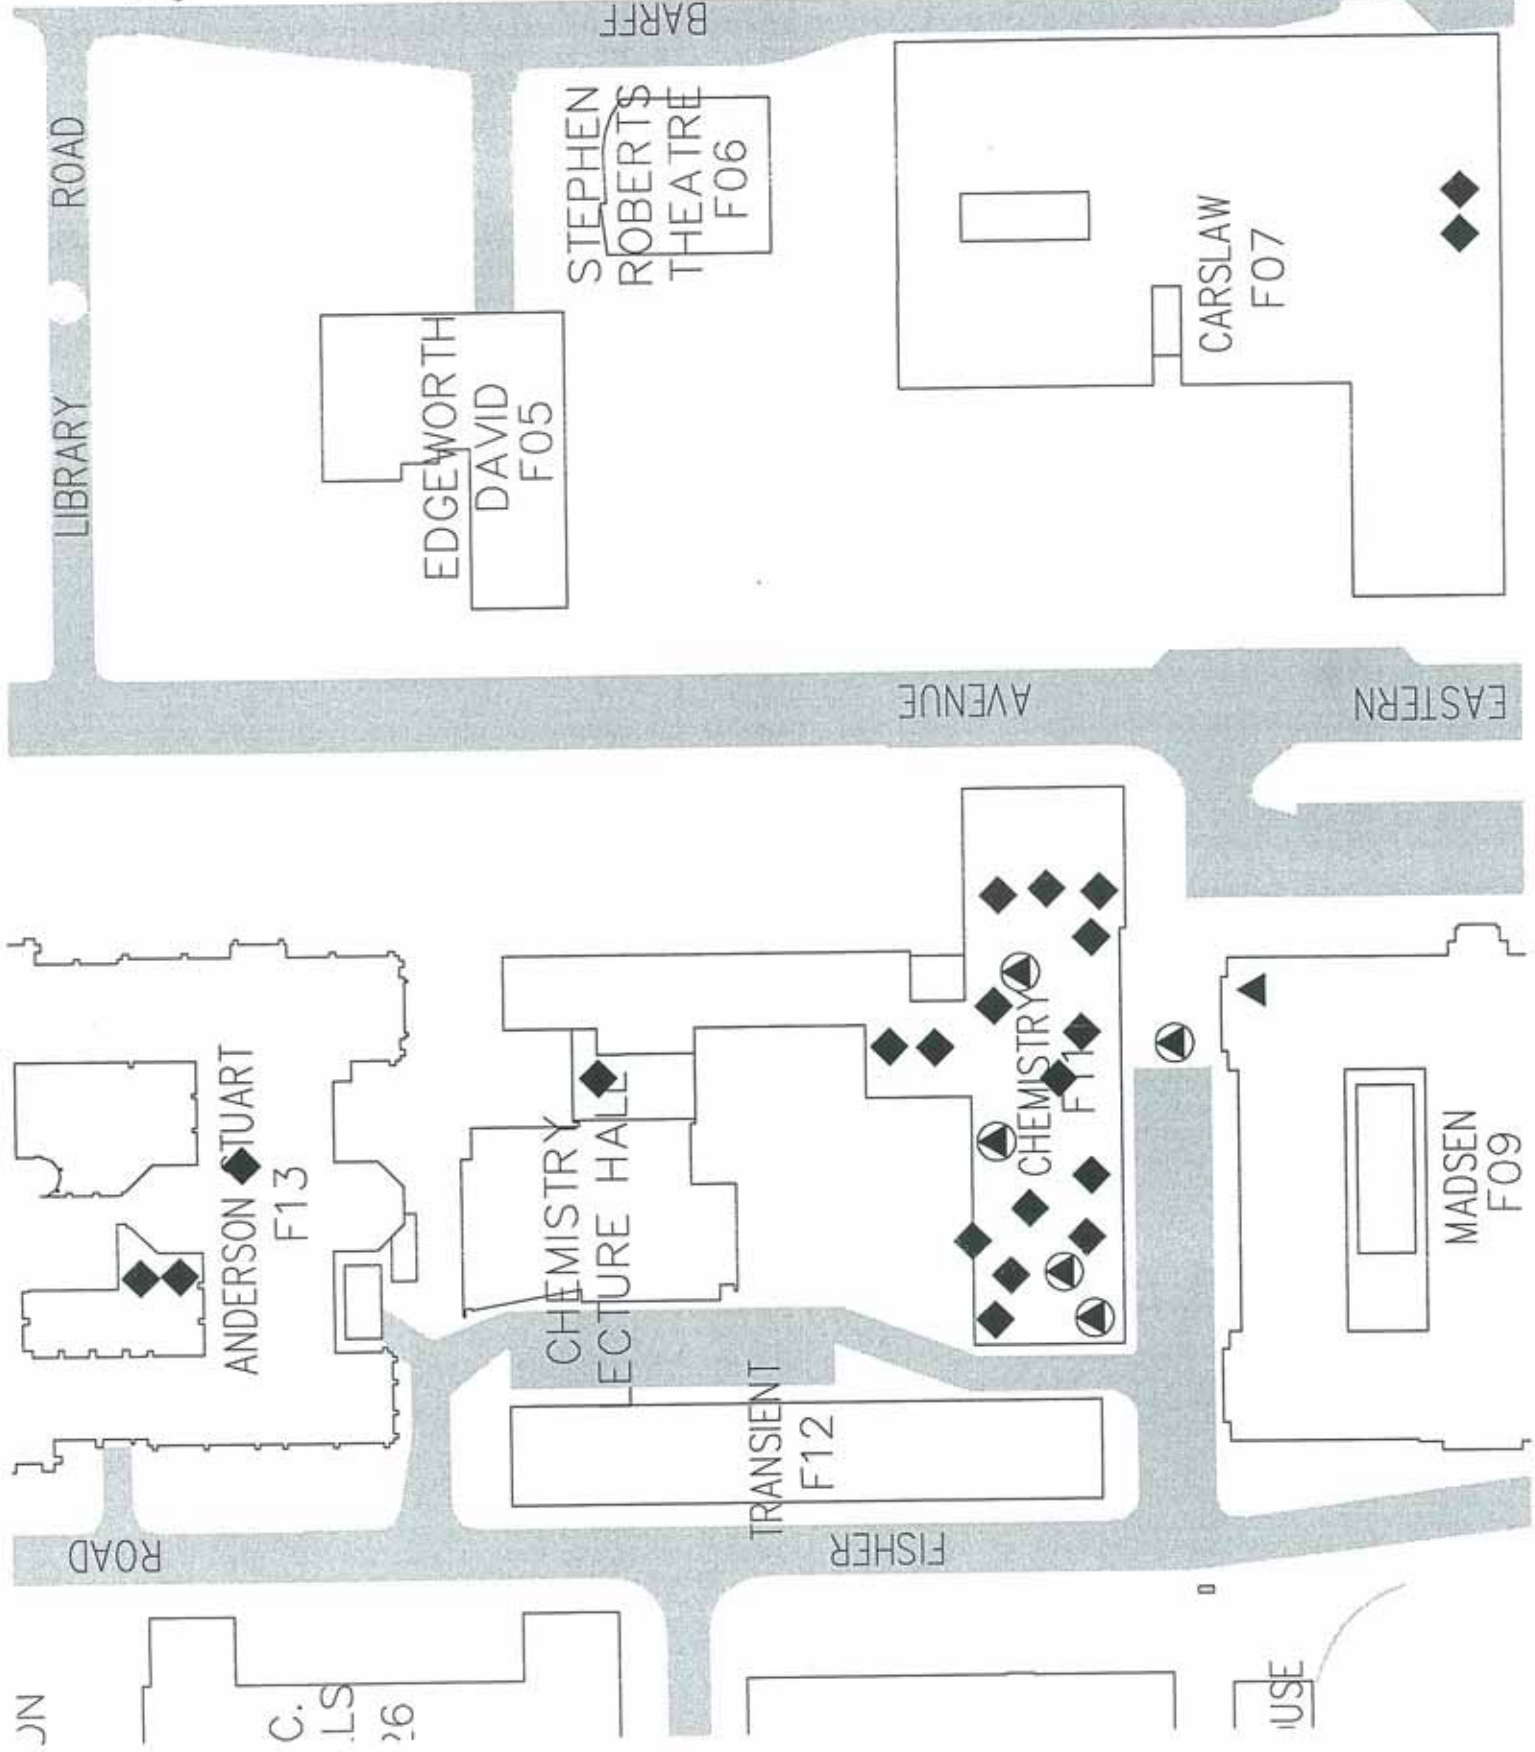 BARFF
LIBRARY ROAD
STEPHEN
ROBERTS
THEATRE
F06
EDGEWORTH
DAVID
F05
CARSLAW
F07
EASTERN AVENUE
ANDERSON STUART
F13
CHEMISTRY
LECTURE HALL
CHEMISTRY
F11
MADSEN
F09
TRANSIENT
F12
FISHER ROAD
C.